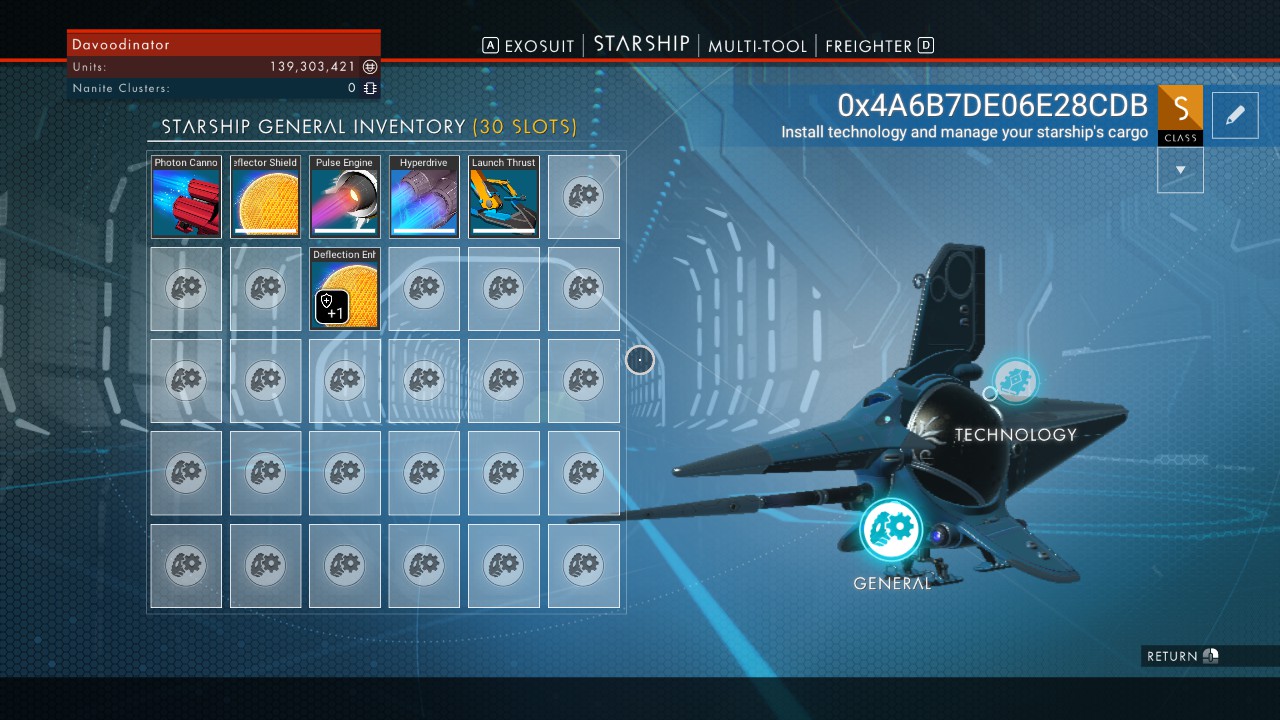 Davoodinator
Units: 139,303,421
Nanite Clusters: 0
A EXOSUIT STARSHIP MULTI-TOOL FREIGHTER D
0x4A6B7DE06E28CDB
Install technology and manage your starship's cargo
S
CLASS
STARSHIP GENERAL INVENTORY (30 SLOTS)
Photon Canno eflector Shield Pulse Engine Hyperdrive Launch Thrust
Deflection Enh
+1
TECHNOLOGY
GENERAL
RETURN